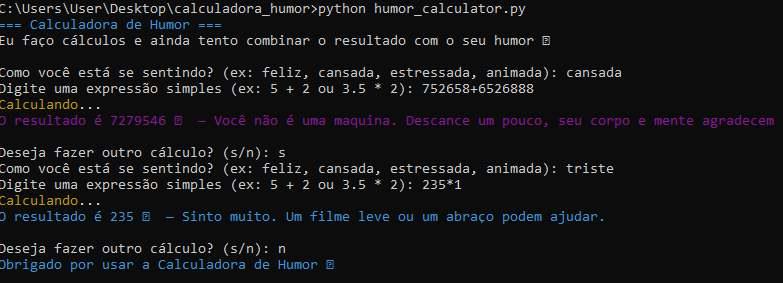 C:\Users\User\Desktop\calculadora_humor>python humor_calculator.py
=== Calculadora de Humor ===
Eu faço cálculos e ainda tento combinar o resultado com o seu humor
Como você está se sentindo? (ex: feliz, cansada, estressada, animada): cansada
Digite uma expressão simples (ex: 5 + 2 ou 3.5 * 2): 752658+6526888
Calculando...
O resultado é 7279546 — Você não é uma maquina. Descance um pouco, seu corpo e mente agradecem
Deseja fazer outro cálculo? (s/n): s
Como você está se sentindo? (ex: feliz, cansada, estressada, animada): triste
Digite uma expressão simples (ex: 5 + 2 ou 3.5 * 2): 235*1
Calculando...
O resultado é 235 — Sinto muito. Um filme leve ou um abraço podem ajudar.
Deseja fazer outro cálculo? (s/n): n
Obrigado por usar a Calculadora de Humor